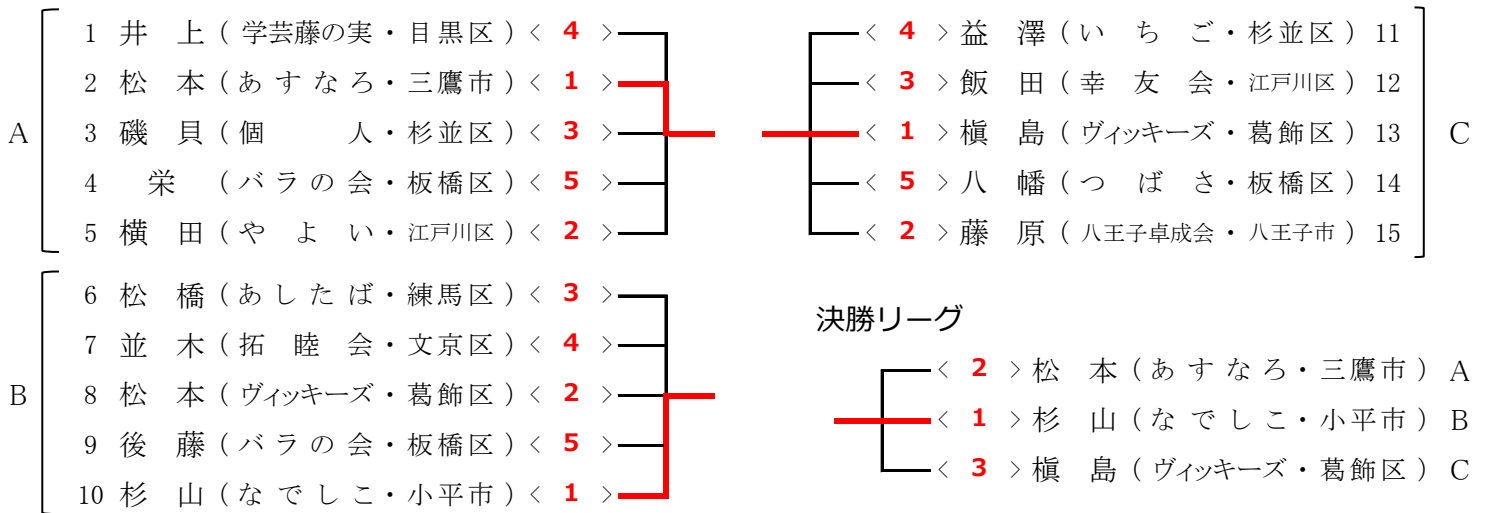 A
1 井 上 ( 学芸藤の実・目黒区 ) < 4 >
2 松 本 ( あ す な ろ・三鷹市 ) < 1 >
3 磯 貝 ( 個 人・杉並区 ) < 3 >
4 栄 ( バ ラ の 会・板橋区 ) < 5 >
5 横 田 ( や よ い・江戸川区 ) < 2 >
B
6 松 橋 ( あ し た ば・練馬区 ) < 3 >
7 並 木 ( 拓 睦 会・文京区 ) < 4 >
8 松 本 ( ヴィッキーズ・葛飾区 ) < 2 >
9 後 藤 ( バ ラ の 会・板橋区 ) < 5 >
10 杉 山 ( な で し こ・小平市 ) < 1 >
< 4 > 益 澤 ( い ち ご・杉並区 ) 11
< 3 > 飯 田 ( 幸 友 会・江戸川区 ) 12
< 1 > 槇 島 ( ヴィッキーズ・葛飾区 ) 13
< 5 > 八 幡 ( つ ば さ・板橋区 ) 14
< 2 > 藤 原 ( 八王子卓成会・八王子市 ) 15
C
決勝リーグ
< 2 > 松 本 ( あ す な ろ・三鷹市 ) A
< 1 > 杉 山 ( な で し こ・小平市 ) B
< 3 > 槇 島 ( ヴィッキーズ・葛飾区 ) C